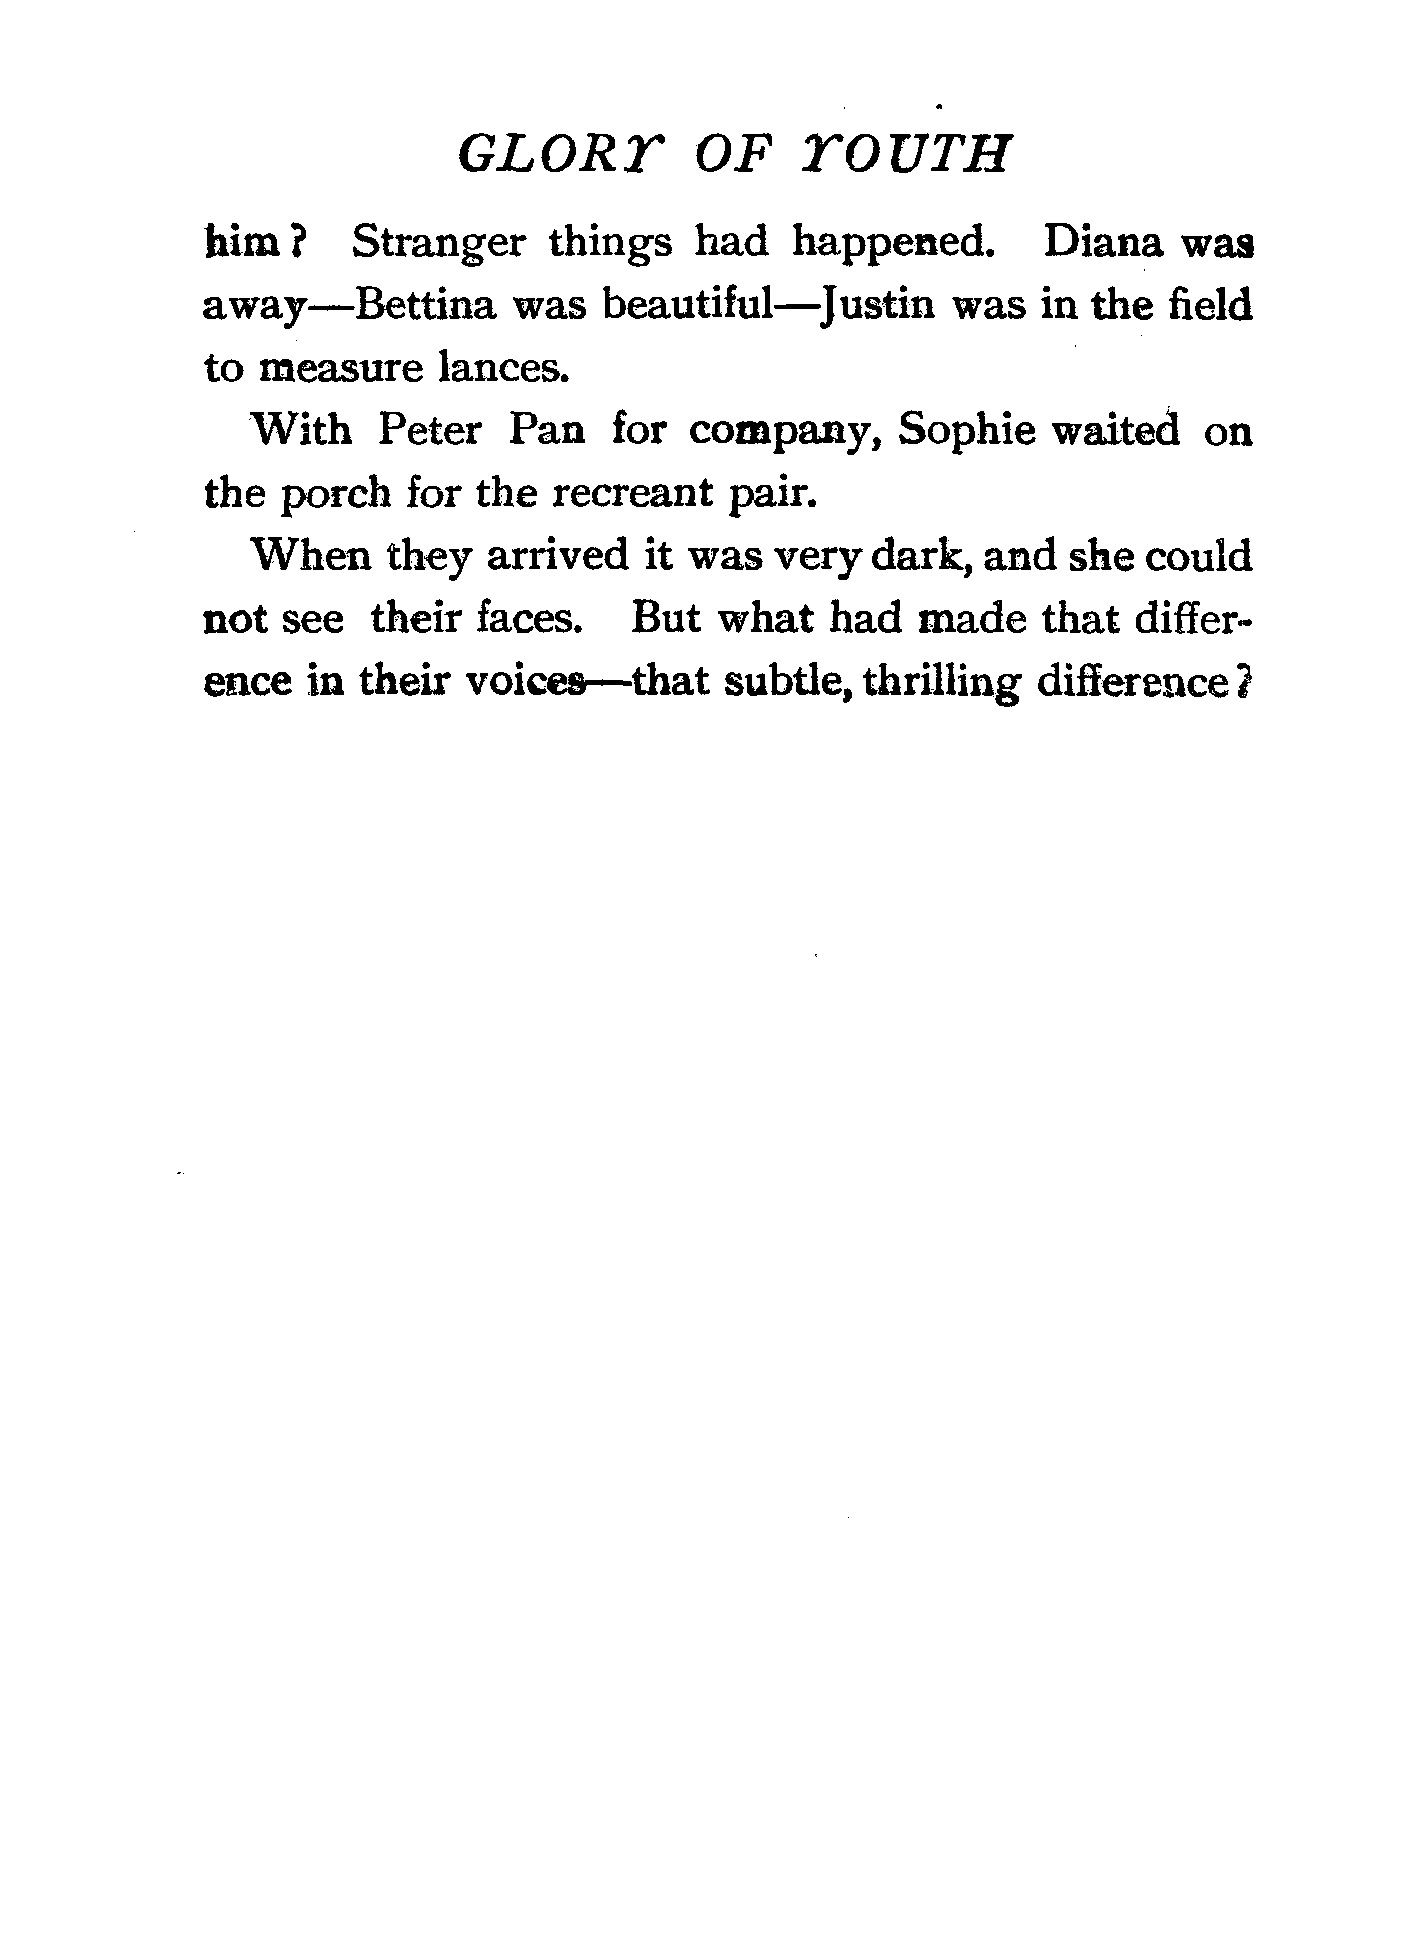 GLORY OF YOUTH
him? Stranger things had happened. Diana was
away—Bettina was beautiful—Justin was in the field
to measure lances.
With Peter Pan for company, Sophie waited on
the porch for the recreant pair.
When they arrived it was very dark, and she could
not see their faces. But what had made that differ-
ence in their voices—that subtle, thrilling difference?